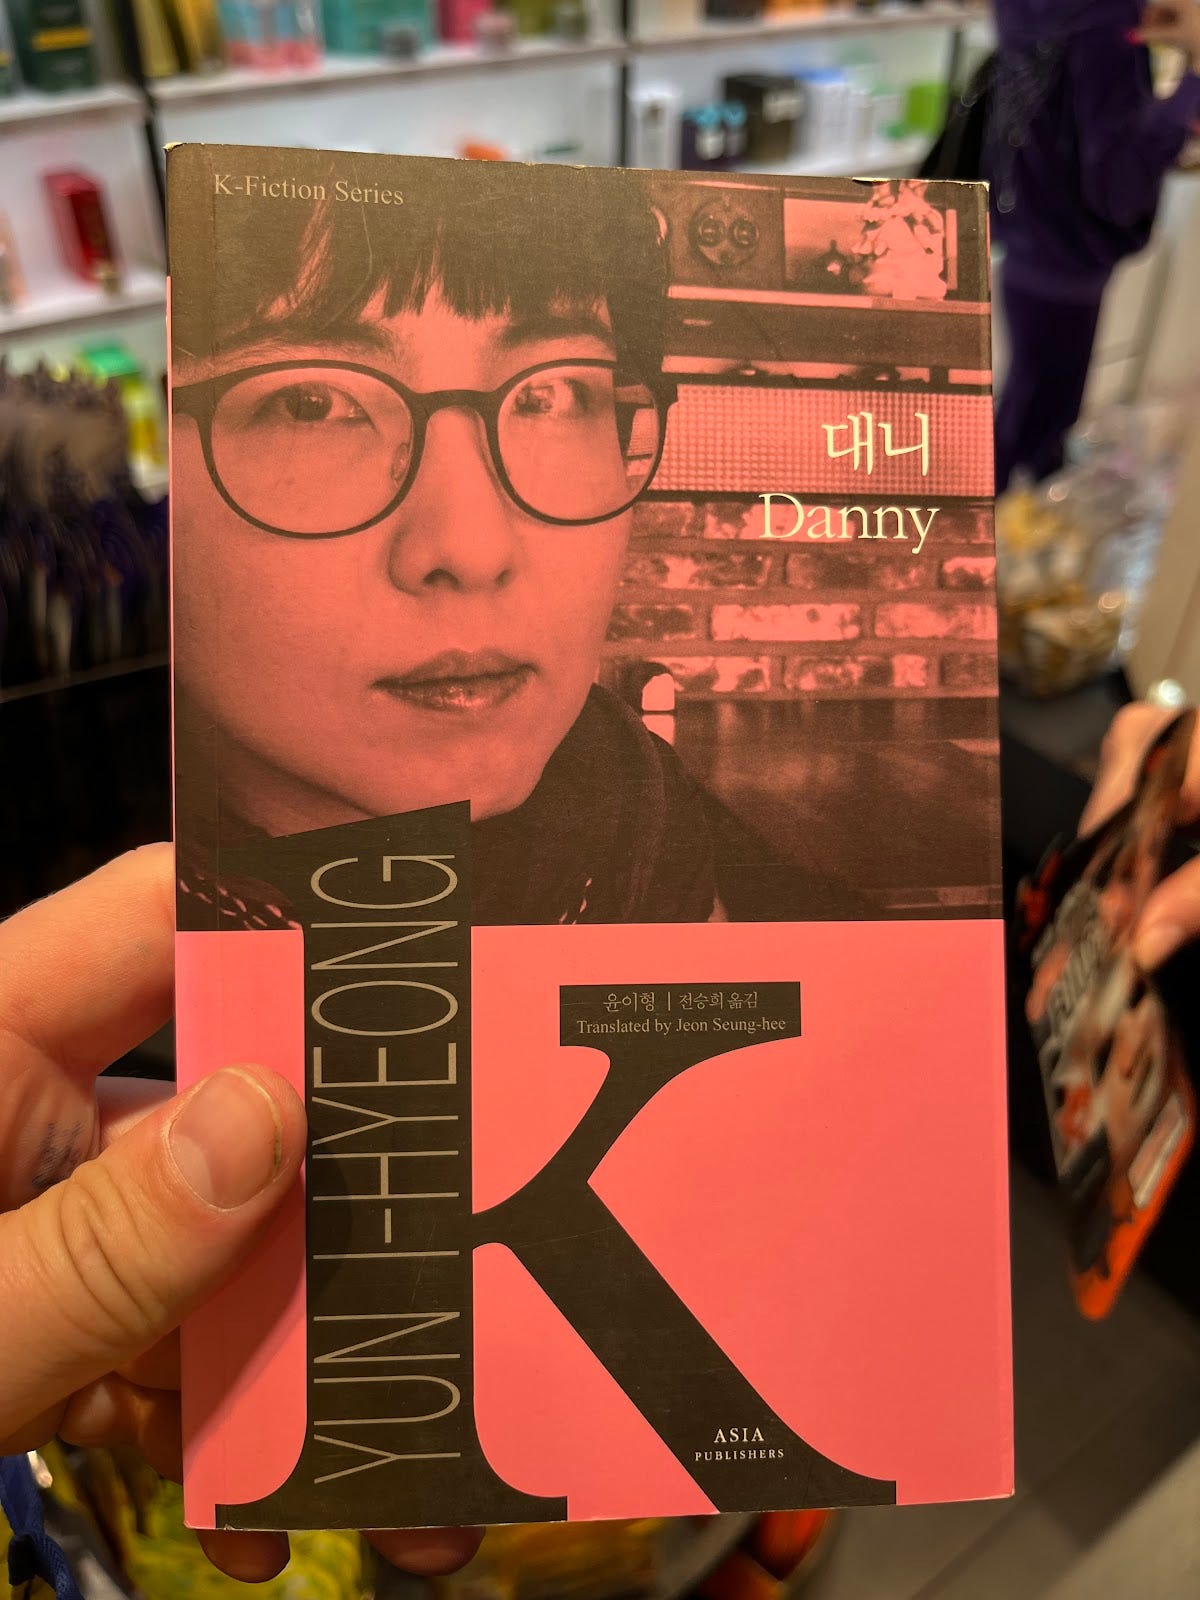 K-Fiction Series
대니
Danny
YUN I-HYEONG
윤이형 | 전승희 옮김
Translated by Jeon Seung-hee
ASIA
PUBLISHERS